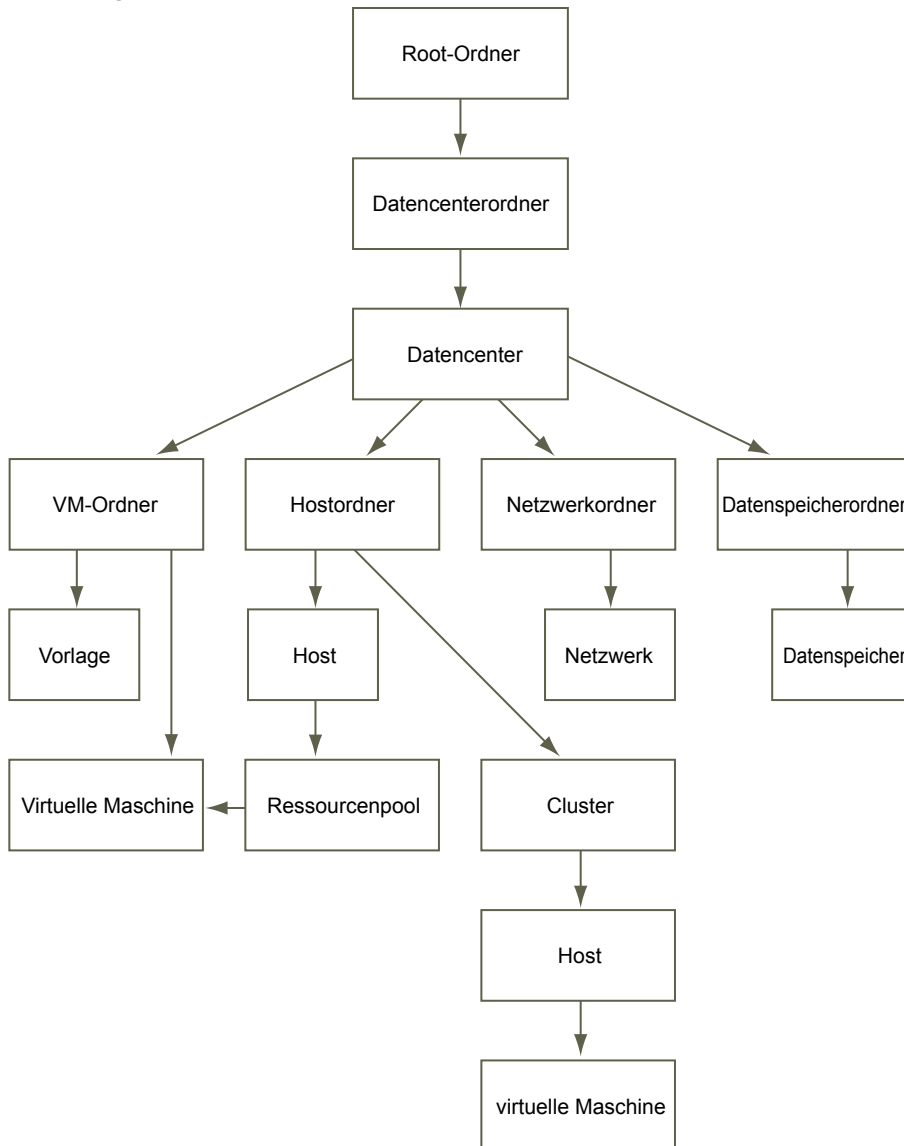 Root-Ordner
Datencenterordner
Datencenter
VM-Ordner
Hostordner
Netzwerkordner
Datenspeicherordner
Vorlage
Host
Netzwerk
Datenspeicher
Virtuelle Maschine
Ressourcenpool
Cluster
Host
virtuelle Maschine